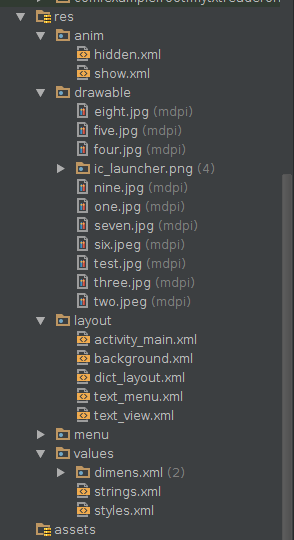 res
anim
hidden.xml
show.xml
drawable
eight.jpg (mdpi)
five.jpg (mdpi)
four.jpg (mdpi)
ic_launcher.png (4)
nine.jpg (mdpi)
one.jpg (mdpi)
seven.jpg (mdpi)
six.jpeg (mdpi)
test.jpg (mdpi)
three.jpg (mdpi)
two.jpeg (mdpi)
layout
activity_main.xml
background.xml
dict_layout.xml
text_menu.xml
text_view.xml
menu
values
dimens.xml (2)
strings.xml
styles.xml
assets